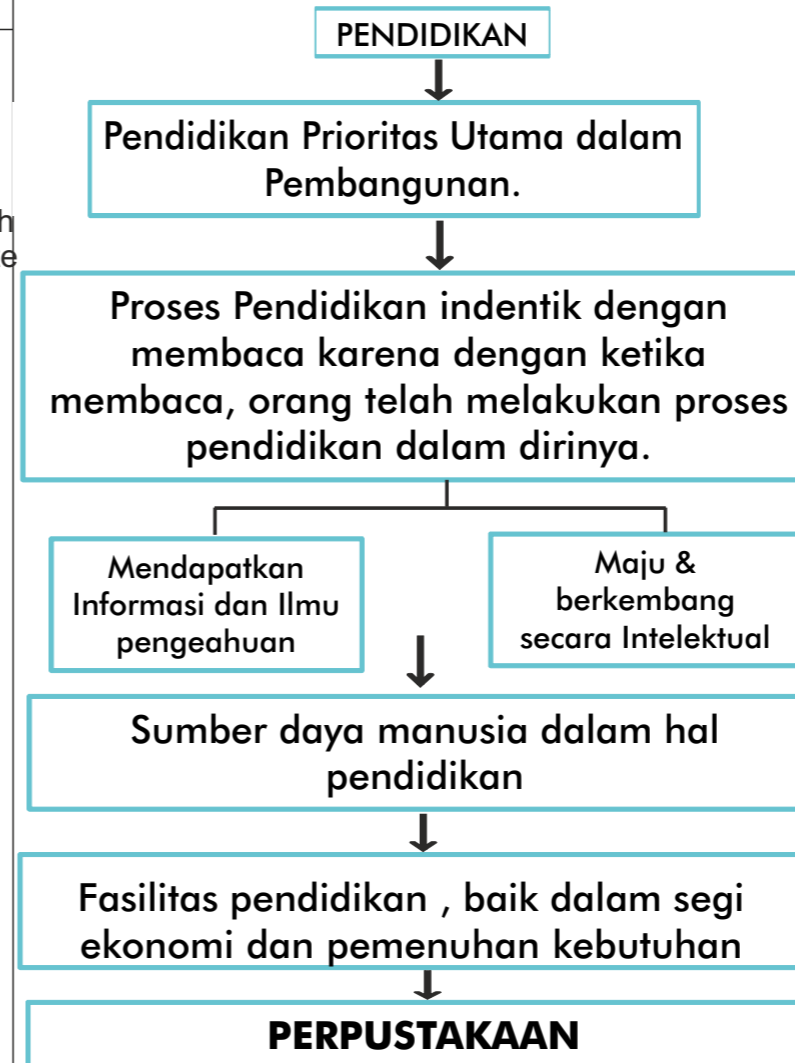 PENDIDIKAN
Pendidikan Prioritas Utama dalam
Pembangunan.
h
e
Proses Pendidikan indentik dengan
membaca karena dengan ketika
membaca, orang telah melakukan proses
pendidikan dalam dirinya.
Mendapatkan
Informasi dan Ilmu
pengeahuan
Maju &
berkembang
secara Intelektual
Sumber daya manusia dalam hal
pendidikan
Fasilitas pendidikan , baik dalam segi
ekonomi dan pemenuhan kebutuhan
PERPUSTAKAAN